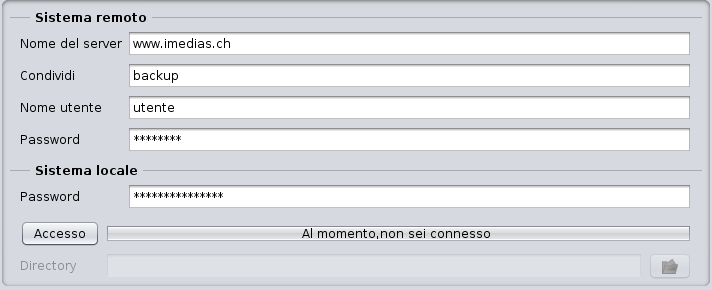 Sistema remoto
Nome del server www.imedias.ch
Condividi backup
Nome utente utente
Password ********
Sistema locale
Password ***************
Accesso Al momento,non sei connesso
Directory